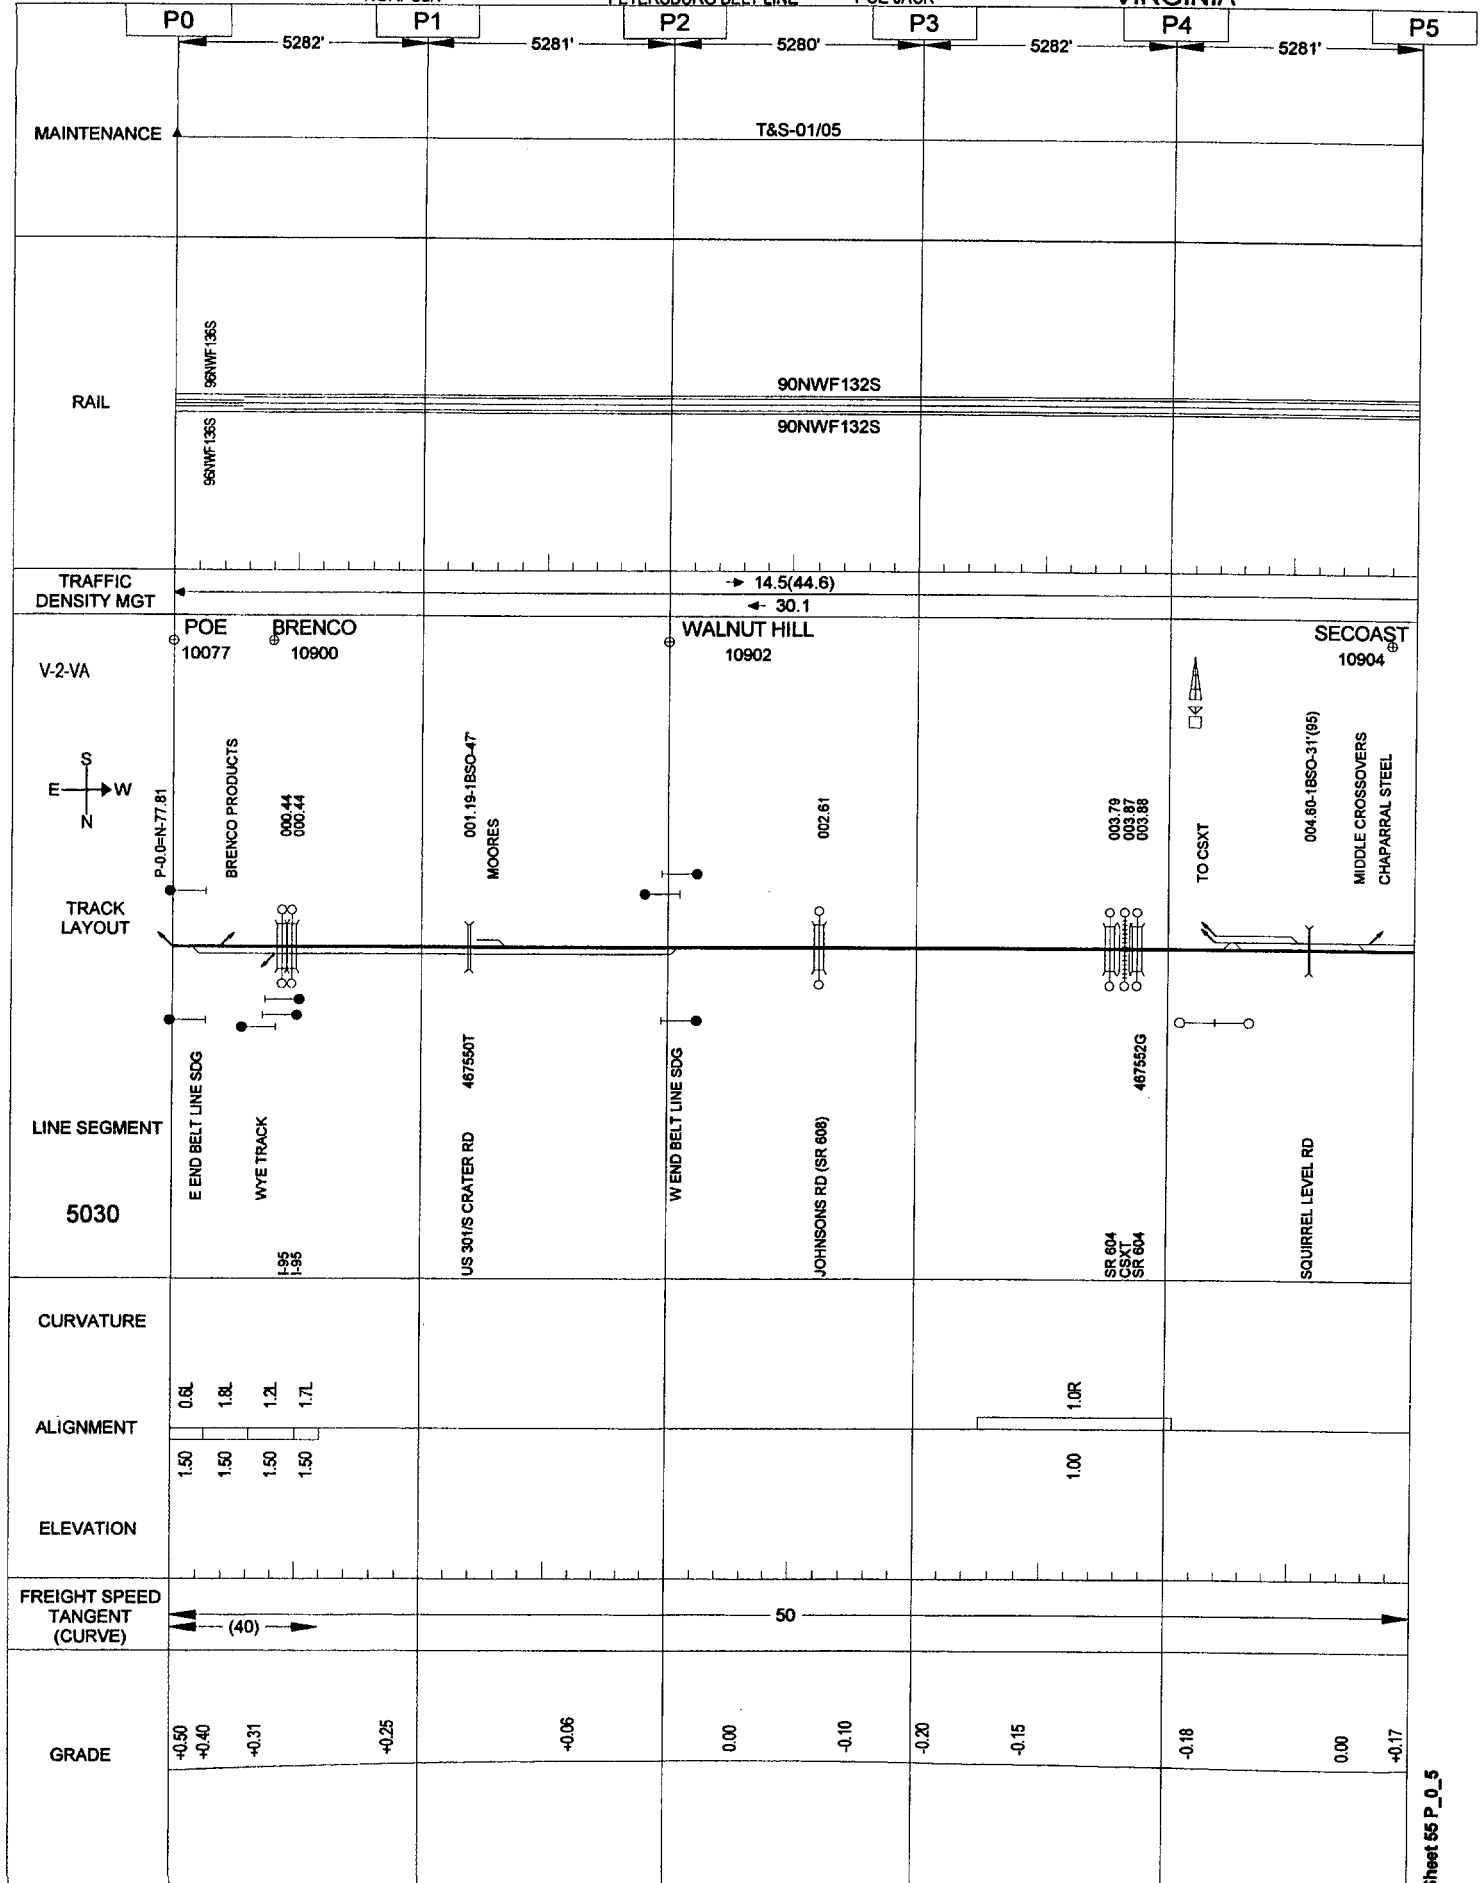 PETERSBURG BELT LINE
VIRGINIA
P0 P1 P2 P3 P4 P5
5282' 5281' 5280' 5282' 5281'
MAINTENANCE
T&S-01/05
RAIL
96NWF136S
96NWF136S
90NWF132S
90NWF132S
TRAFFIC
DENSITY MGT
14.5(44.6)
30.1
POE
10077
BRENCO
10900
WALNUT HILL
10902
SECOAST
10904
V-2-VA
S
E W
N
P-0.0=N-77.81
BRENCO PRODUCTS
000.44
000.44
001.19-1BSO-47'
MOORES
002.61
003.79
003.87
003.88
TO CSXT
004.60-1BSO-31'(95)
MIDDLE CROSSOVERS
CHAPARRAL STEEL
TRACK
LAYOUT
LINE SEGMENT
5030
E END BELT LINE SDG
WYE TRACK
I-95
I-95
US 301/S CRATER RD 467550T
W END BELT LINE SDG
JOHNSONS RD (SR 608)
SR 604
CSXT
SR 604 467552G
SQUIRREL LEVEL RD
CURVATURE
0.6L 1.8L 1.2L 1.7L 1.0R
ALIGNMENT
1.50 1.50 1.50 1.50 1.00
ELEVATION
FREIGHT SPEED
TANGENT
(CURVE)
50
(40)
GRADE
+0.50 +0.40 +0.31 +0.25 +0.06 0.00 -0.10 -0.20 -0.15 -0.18 0.00 +0.17
Sheet 55 P_0_5